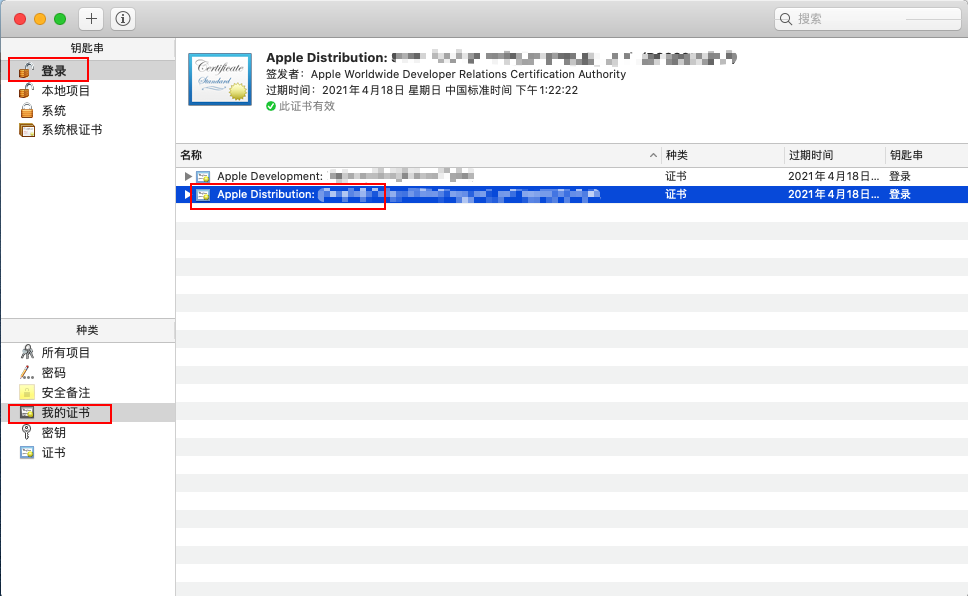 搜索
钥匙串
登录
本地项目
系统
系统根证书
Apple Distribution:
签发者：Apple Worldwide Developer Relations Certification Authority
过期时间：2021年4月18日 星期日 中国标准时间 下午1:22:22
此证书有效
名称 种类 过期时间 钥匙串
Apple Development: 证书 2021年4月18日... 登录
Apple Distribution: 证书 2021年4月18日... 登录
种类
所有项目
密码
安全备注
我的证书
密钥
证书